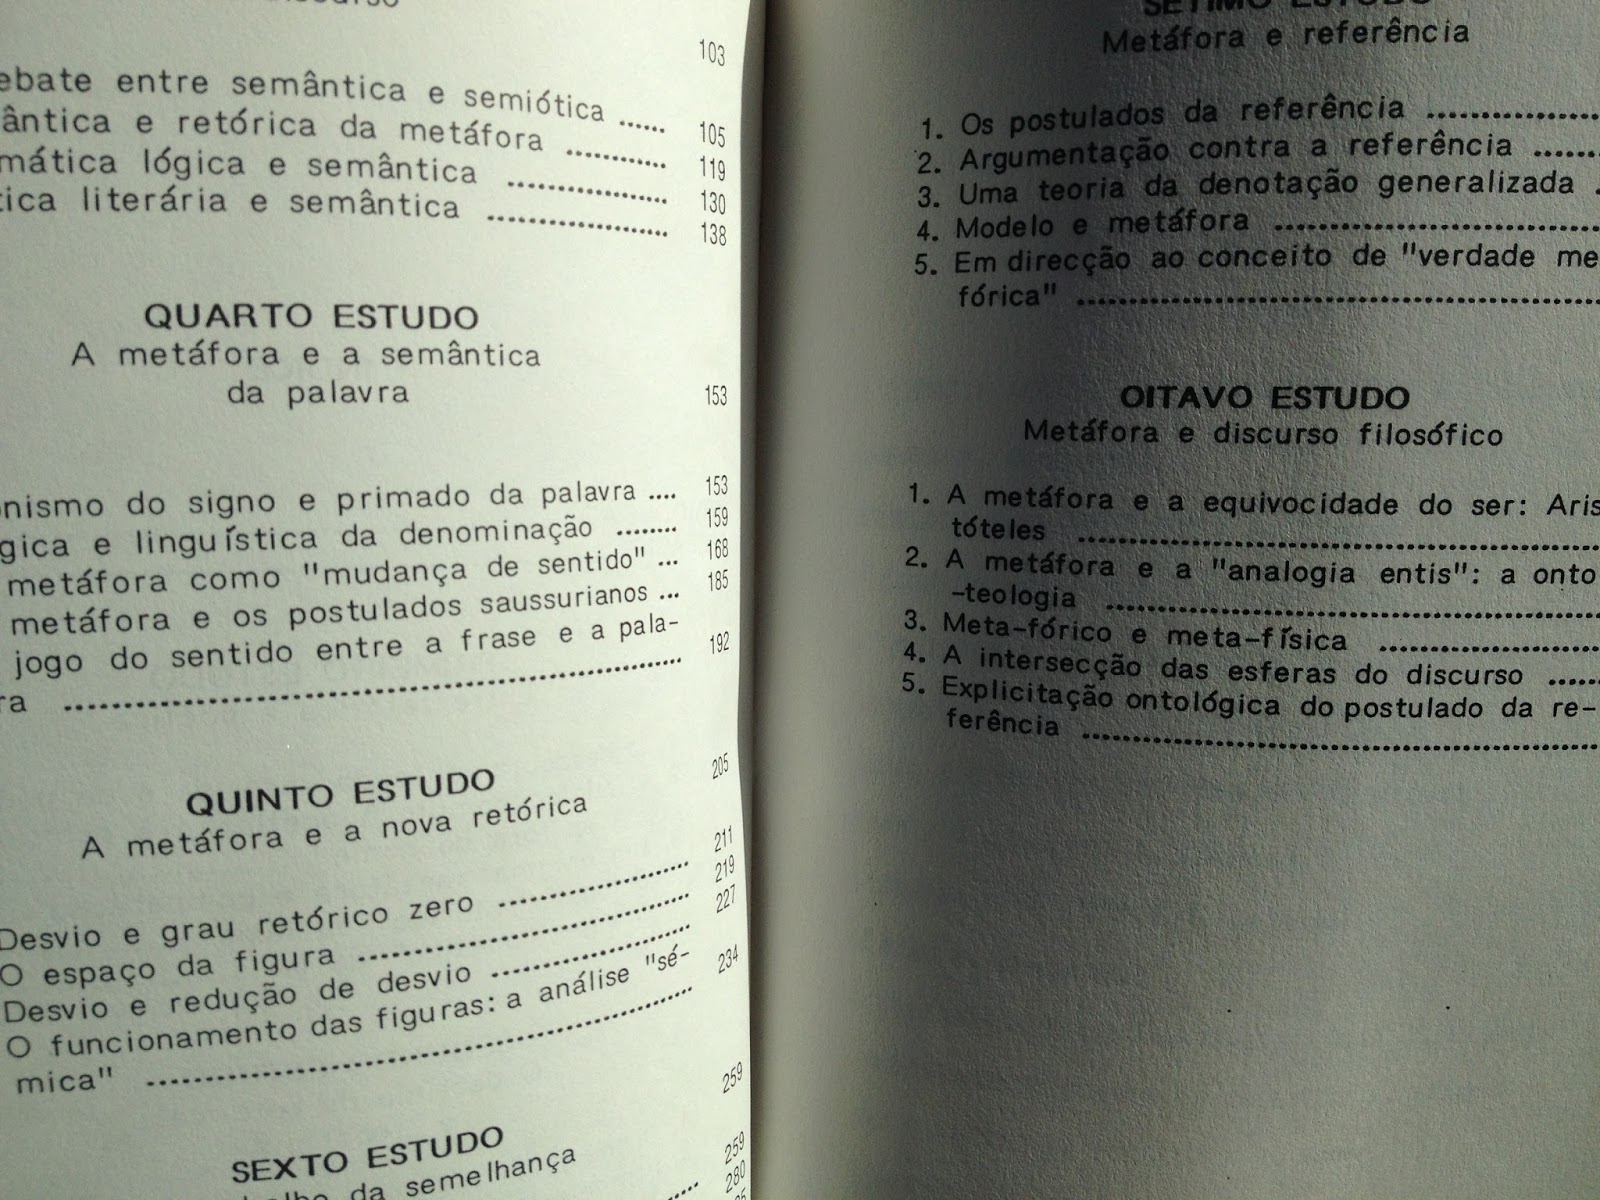 103
ebate entre semântica e semiótica ...... 105
ântica e retórica da metáfora .......... 119
mática lógica e semântica ................ 130
tica literária e semântica .................. 138
QUARTO ESTUDO
A metáfora e a semântica
da palavra 153
onismo do signo e primado da palavra .... 153
gica e linguística da denominação ........ 159
metáfora como "mudança de sentido" ... 168
metáfora e os postulados saussurianos ... 185
jogo do sentido entre a frase e a pala-
ra ............................................................ 192
205
QUINTO ESTUDO
A metáfora e a nova retórica
Desvio e grau retórico zero ................... 211
O espaço da figura ................................. 219
Desvio e redução de desvio .................... 227
O funcionamento das figuras: a análise "sé-
mica" ....................................................... 234
259
SEXTO ESTUDO
da semelhança
259
280
SÉTIMO ESTUDO
Metáfora e referência
1. Os postulados da referência ..................
2. Argumentação contra a referência .......
3. Uma teoria da denotação generalizada .
4. Modelo e metáfora .................................
5. Em direcção ao conceito de "verdade me
fórica" .....................................................
OITAVO ESTUDO
Metáfora e discurso filosófico
1. A metáfora e a equivocidade do ser: Aris
tóteles .....................................................
2. A metáfora e a "analogia entis": a onto
-teologia ..................................................
3. Meta-fórico e meta-física ......................
4. A intersecção das esferas do discurso ......
5. Explicitação ontológica do postulado da re-
ferência ....................................................